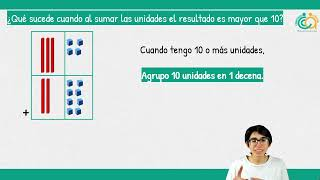 ¿Qué sucede cuando al sumar las unidades el resultado es mayor que 10?
Cuando tengo 10 o más unidades,
Agrupo 10 unidades en 1 decena.
+